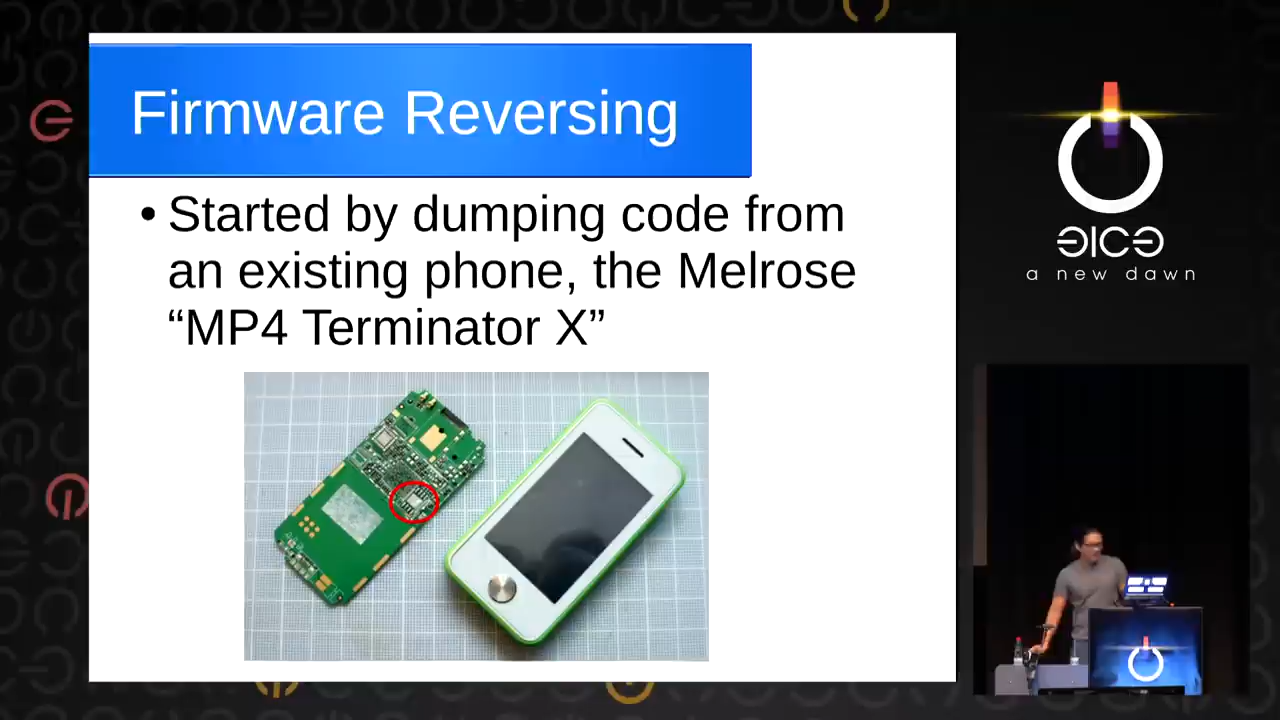 Firmware Reversing
• Started by dumping code from
an existing phone, the Melrose
“MP4 Terminator X”
a new dawn